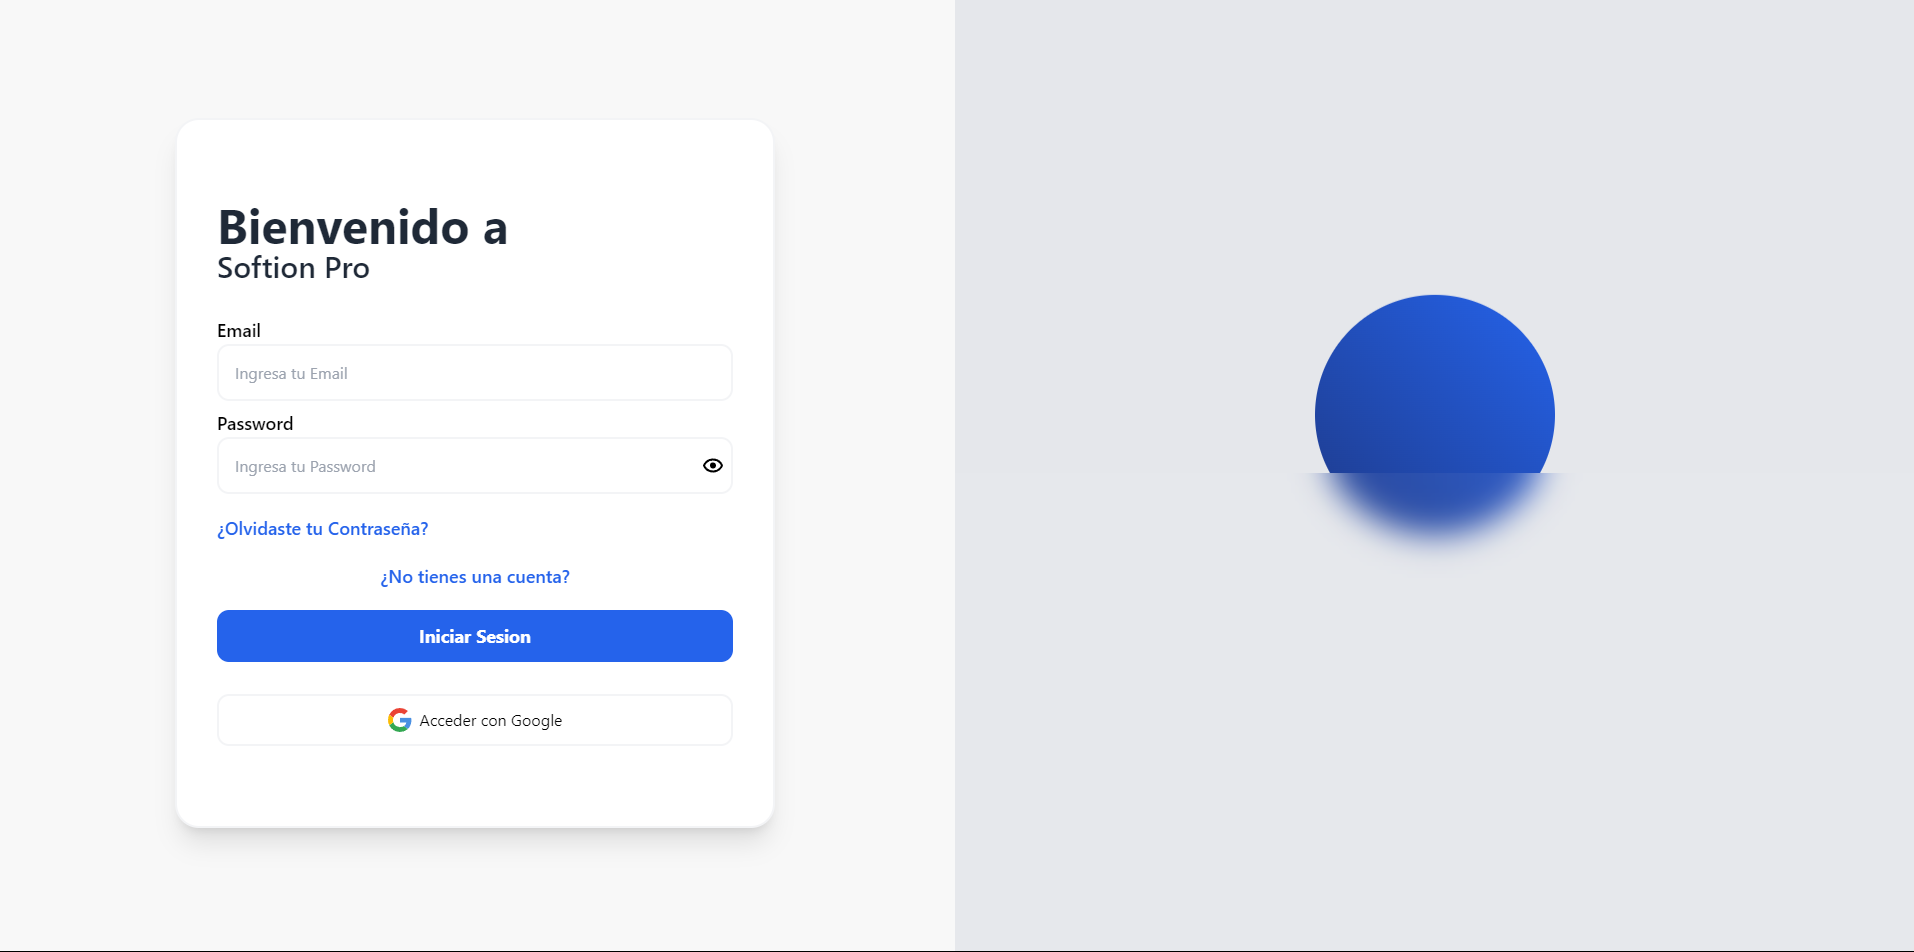 Bienvenido a
Softion Pro
Email
Ingresa tu Email
Password
Ingresa tu Password
¿Olvidaste tu Contraseña?
¿No tienes una cuenta?
Iniciar Sesion
Acceder con Google